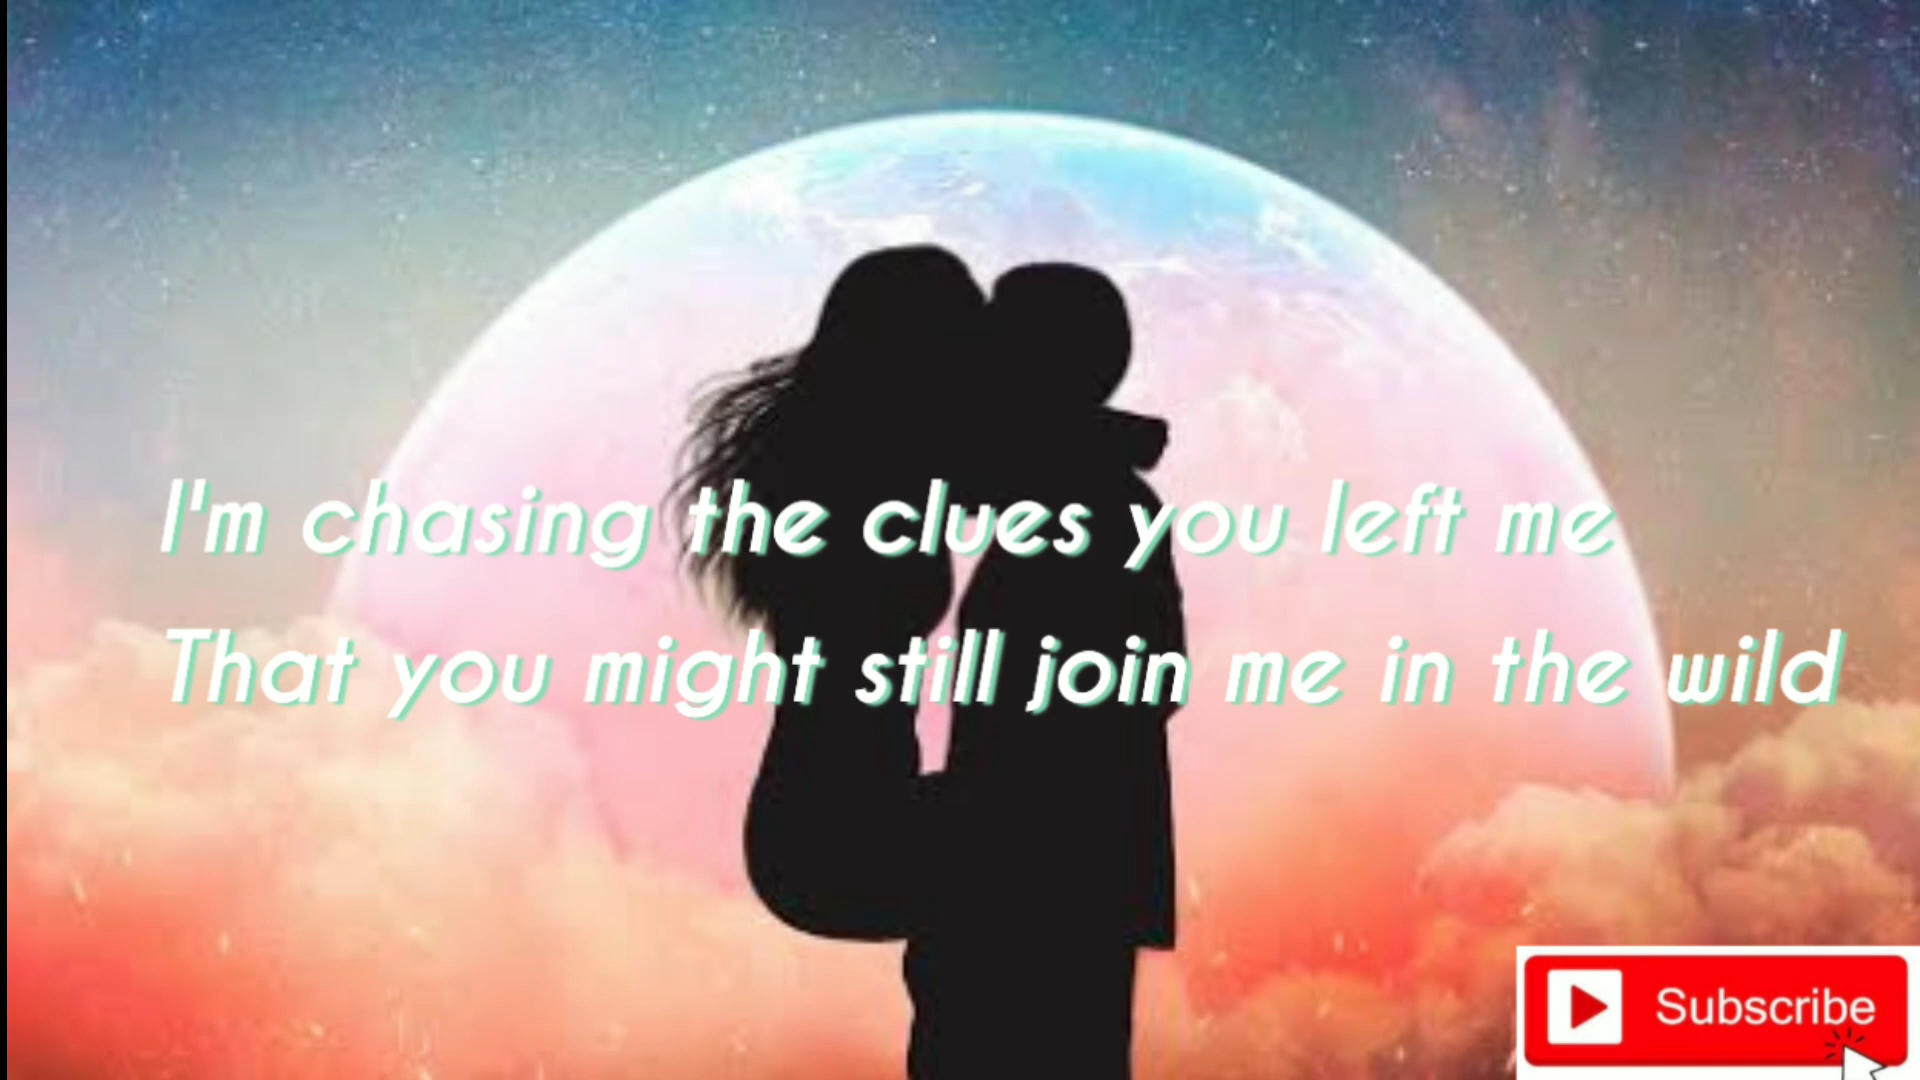 I'm chasing the clues you left me
That you might still join me in the wild
Subscribe